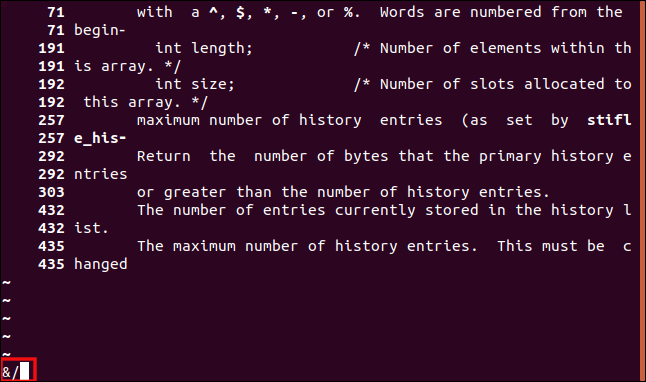 71        with  a ^, $, *, -, or %.  Words are numbered from the
71 begin-
191          int length;           /* Number of elements within th
191 is array. */
192          int size;             /* Number of slots allocated to
192  this array. */
257        maximum number of history  entries  (as  set  by  stifl
257 e_his-
292        Return  the  number of bytes that the primary history e
292 ntries
303        or greater than the number of history entries.
432        The number of entries currently stored in the history l
432 ist.
435        The maximum number of history entries.  This must be  c
435 hanged
~
~
~
~
~
&/